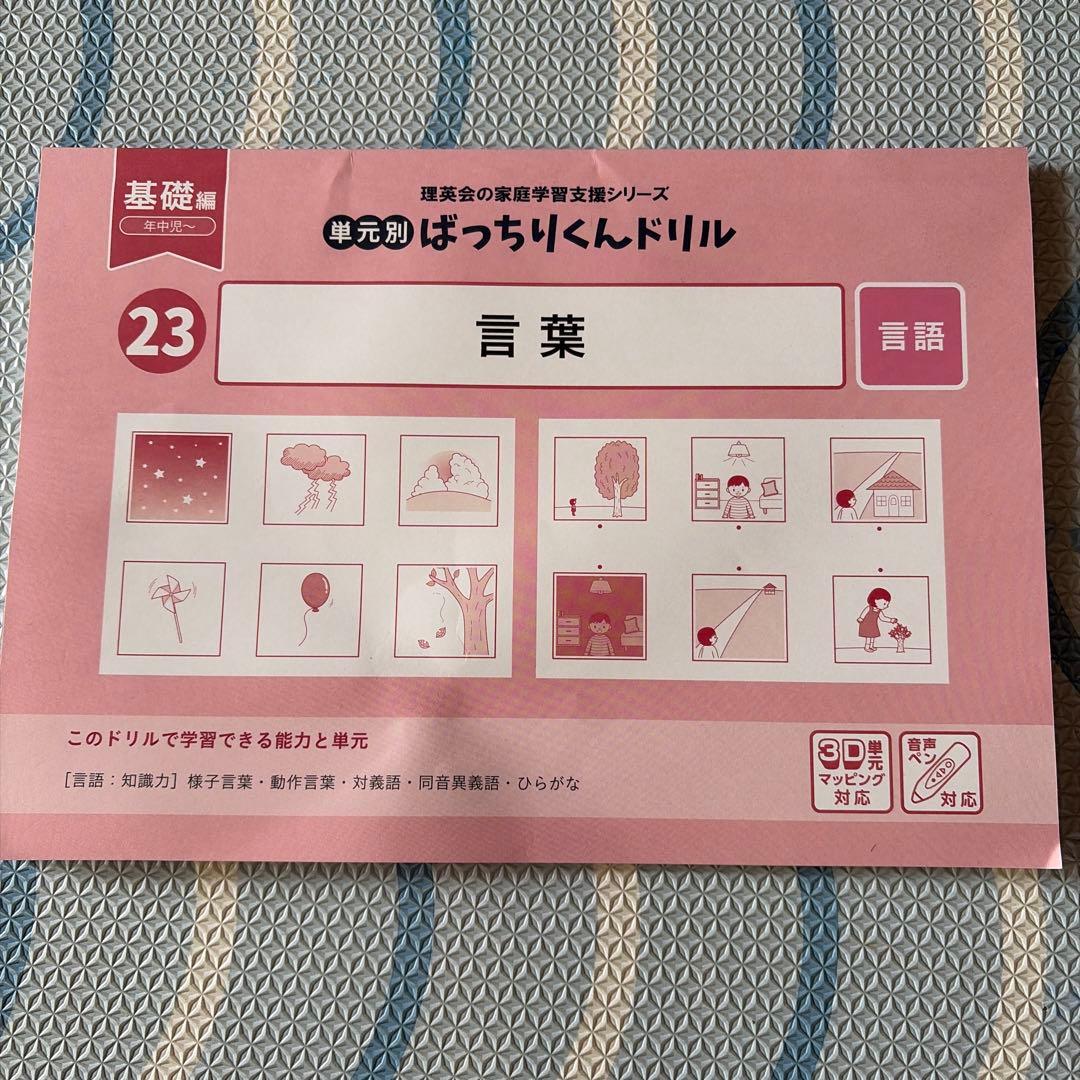 基礎編
年中児～
理英会の家庭学習支援シリーズ
単元別 ばっちりくんドリル
23
言葉
言語
このドリルで学習できる能力と単元
［言語：知識力］様子言葉・動作言葉・対義語・同音異義語・ひらがな
3D単元
マッピング
対応
音声
ペン
対応